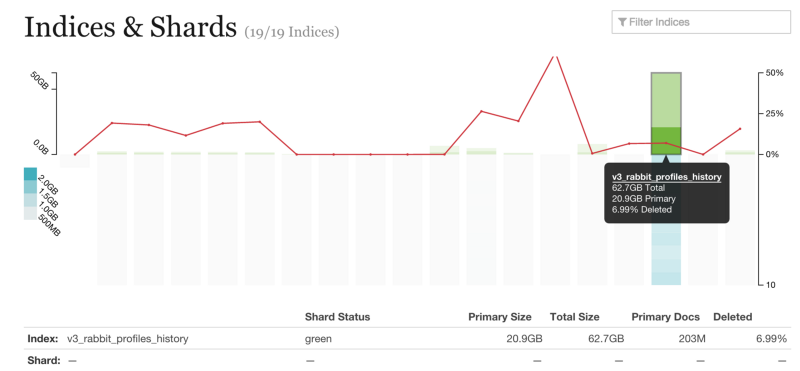 Indices & Shards (19/19 Indices)
Filter Indices
50GB
0.0B
50%
25%
0%
2.0GB
1.5GB
1.0GB
500MB
v3_rabbit_profiles_history
62.7GB Total
20.9GB Primary
6.99% Deleted
10
Shard Status Primary Size Total Size Primary Docs Deleted
Index: v3_rabbit_profiles_history green 20.9GB 62.7GB 203M 6.99%
Shard: — — — — — —